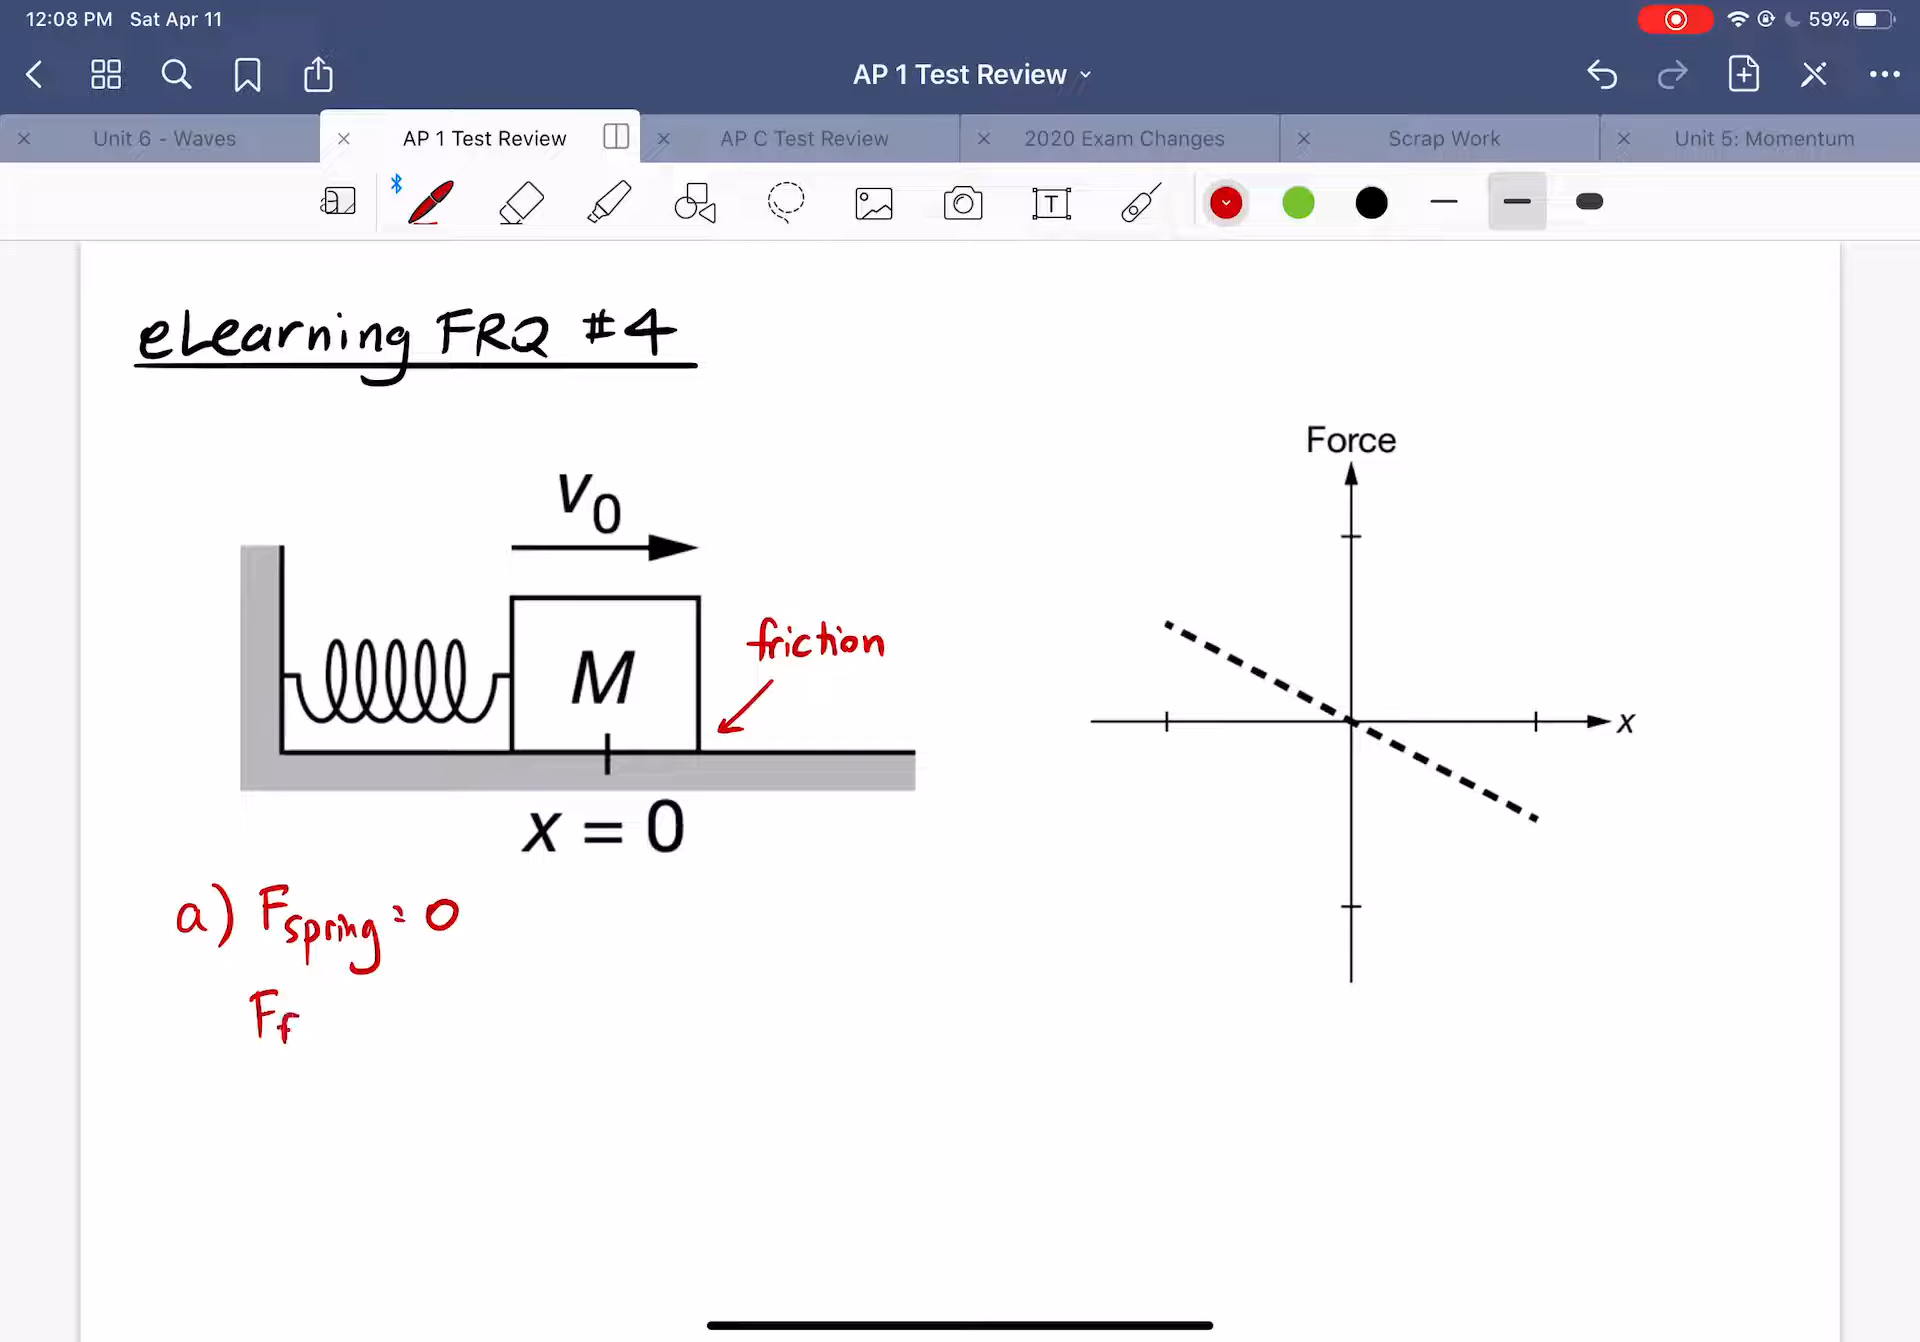 12:08 PM Sat Apr 11
59%
AP 1 Test Review
Unit 6 - Waves
AP 1 Test Review
AP C Test Review
2020 Exam Changes
Scrap Work
Unit 5: Momentum
a
T
eLearning FRQ #4
Force
v₀
friction
M
x
x = 0
a) Fspring = 0
Ff